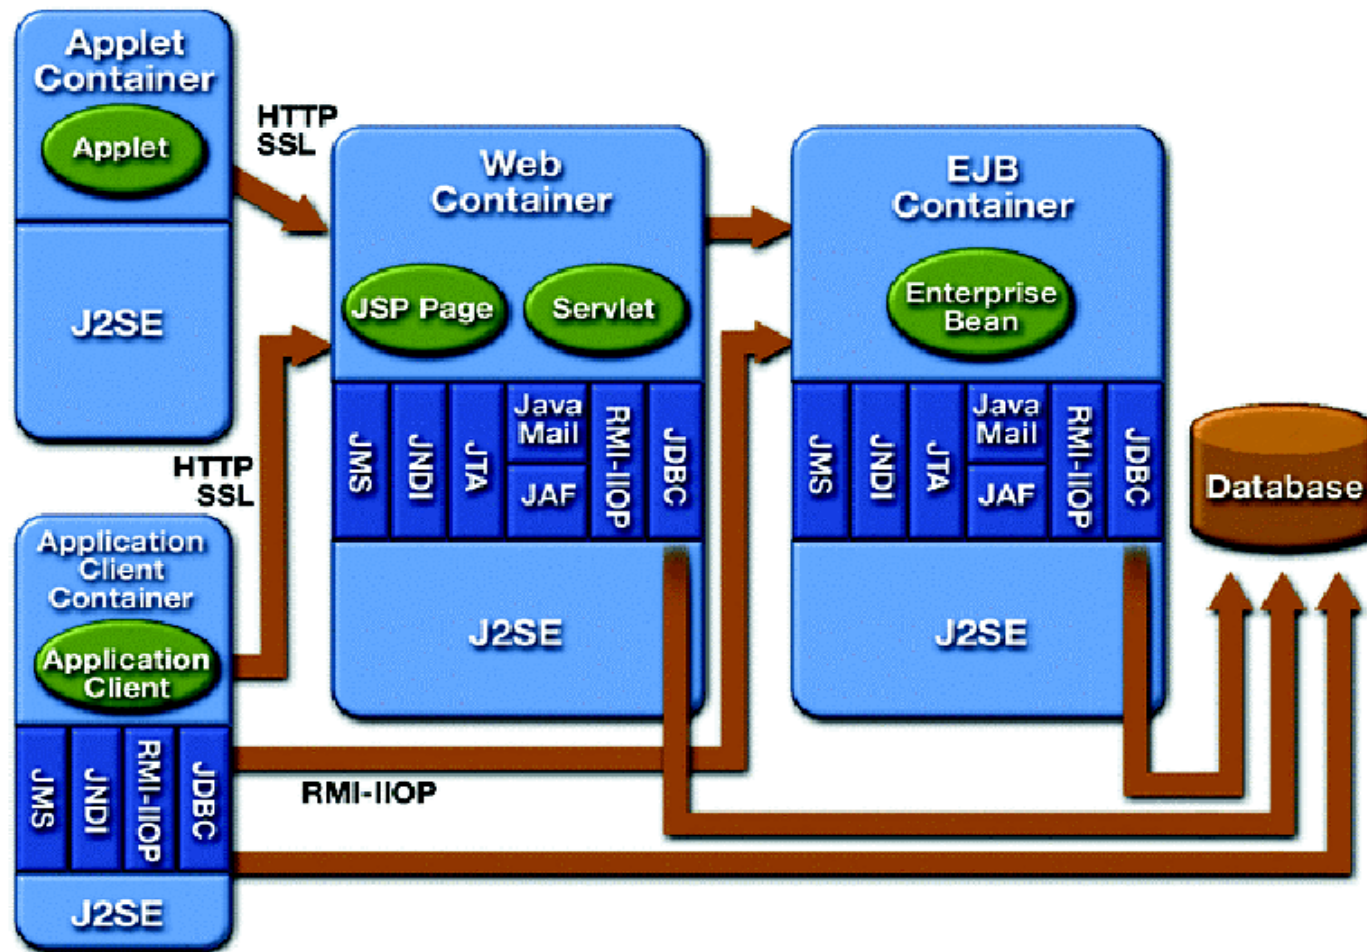 Applet
Container
Applet
J2SE
HTTP
SSL
Web
Container
JSP Page
Servlet
JMS
JNDI
JTA
Java
Mail
JAF
RMI-IIOP
JDBC
J2SE
EJB
Container
Enterprise
Bean
JMS
JNDI
JTA
Java
Mail
JAF
RMI-IIOP
JDBC
J2SE
Database
HTTP
SSL
Application
Client
Container
Application
Client
JMS
JNDI
RMI-IIOP
JDBC
J2SE
RMI-IIOP